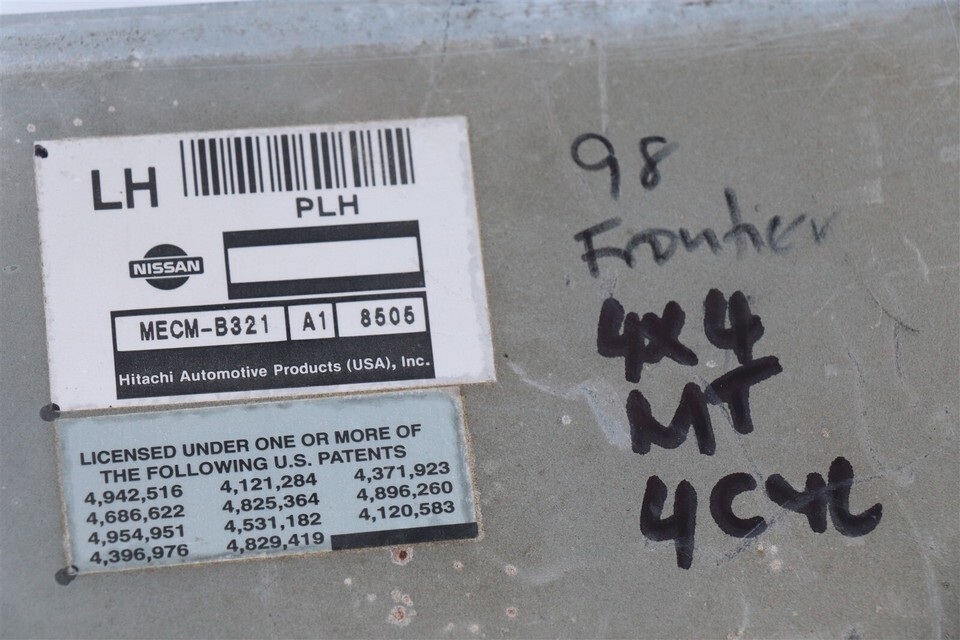 LH
PLH
NISSAN
MECM-B321 A1 8505
Hitachi Automotive Products (USA), Inc.
LICENSED UNDER ONE OR MORE OF
THE FOLLOWING U.S. PATENTS
4,942,516 4,121,284 4,371,923
4,686,622 4,825,364 4,896,260
4,954,951 4,531,182 4,120,583
4,396,976 4,829,419
98
Frontier
4x4
MT
4CYL